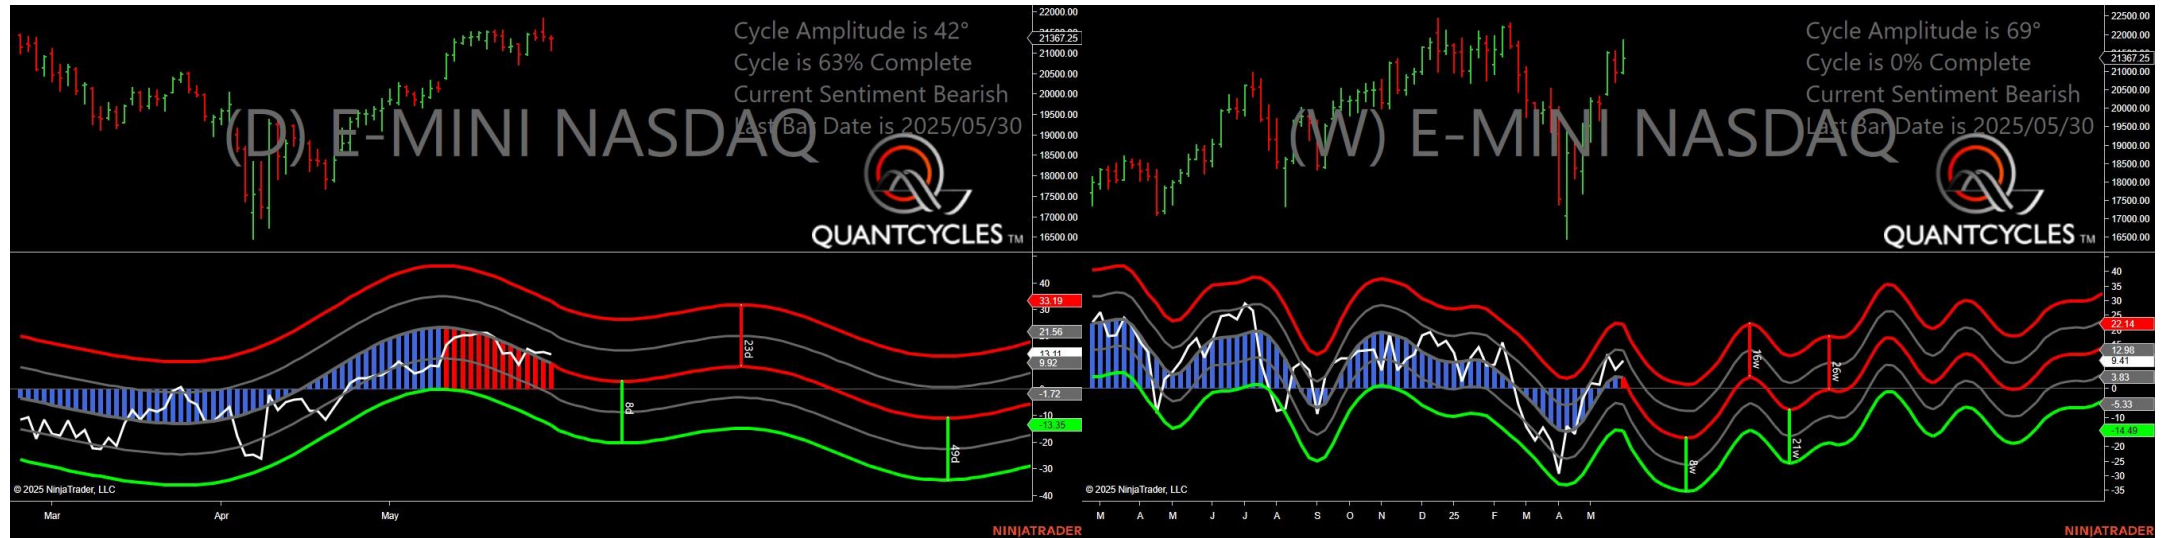 Cycle Amplitude is 42°
Cycle is 63% Complete
Current Sentiment Bearish
Last Bar Date is 2025/05/30
(D) E-MINI NASDAQ
QUANTCYCLES TM
22000.00
21367.25
21000.00
20500.00
20000.00
19500.00
19000.00
18500.00
18000.00
17500.00
17000.00
16500.00
40
33.19
30
21.56
13.11
9.92
0
-1.72
-10
-13.35
-20
-30
-40
8d
23d
49d
© 2025 NinjaTrader, LLC
Mar
Apr
May
NINJATRADER
Cycle Amplitude is 69°
Cycle is 0% Complete
Current Sentiment Bearish
Last Bar Date is 2025/05/30
(W) E-MINI NASDAQ
QUANTCYCLES TM
22500.00
22000.00
21367.25
21000.00
20500.00
20000.00
19500.00
19000.00
18500.00
18000.00
17500.00
17000.00
16500.00
40
35
30
25
22.14
12.98
9.41
3.83
0
-5.33
-10
-14.49
-20
-25
-30
-35
8w
16w
21w
26w
© 2025 NinjaTrader, LLC
M A M J J A S O N D 25 F M A M
NINJATRADER